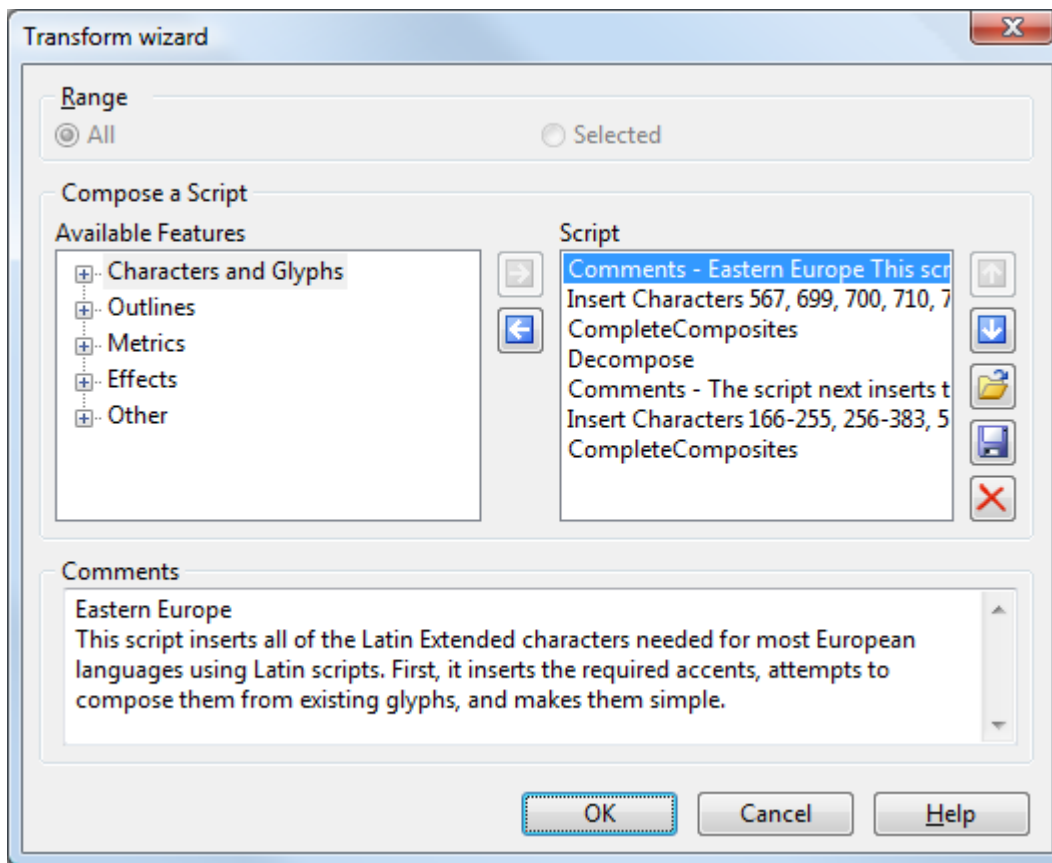 Transform wizard
Range
All
Selected
Compose a Script
Available Features
Characters and Glyphs
Outlines
Metrics
Effects
Other
Script
Comments - Eastern Europe This scr
Insert Characters 567, 699, 700, 710, 7
CompleteComposites
Decompose
Comments - The script next inserts t
Insert Characters 166-255, 256-383, 5
CompleteComposites
Comments
Eastern Europe
This script inserts all of the Latin Extended characters needed for most European
languages using Latin scripts. First, it inserts the required accents, attempts to
compose them from existing glyphs, and makes them simple.
OK
Cancel
Help